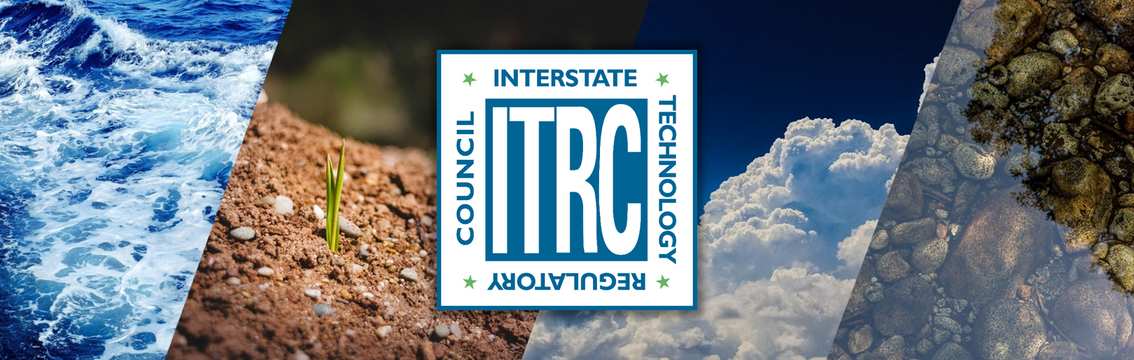 INTERSTATE
TECHNOLOGY
REGULATORY
COUNCIL
ITRC